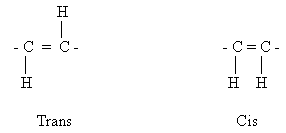 H
- C = C -    - C = C -
H    H H
Trans    Cis